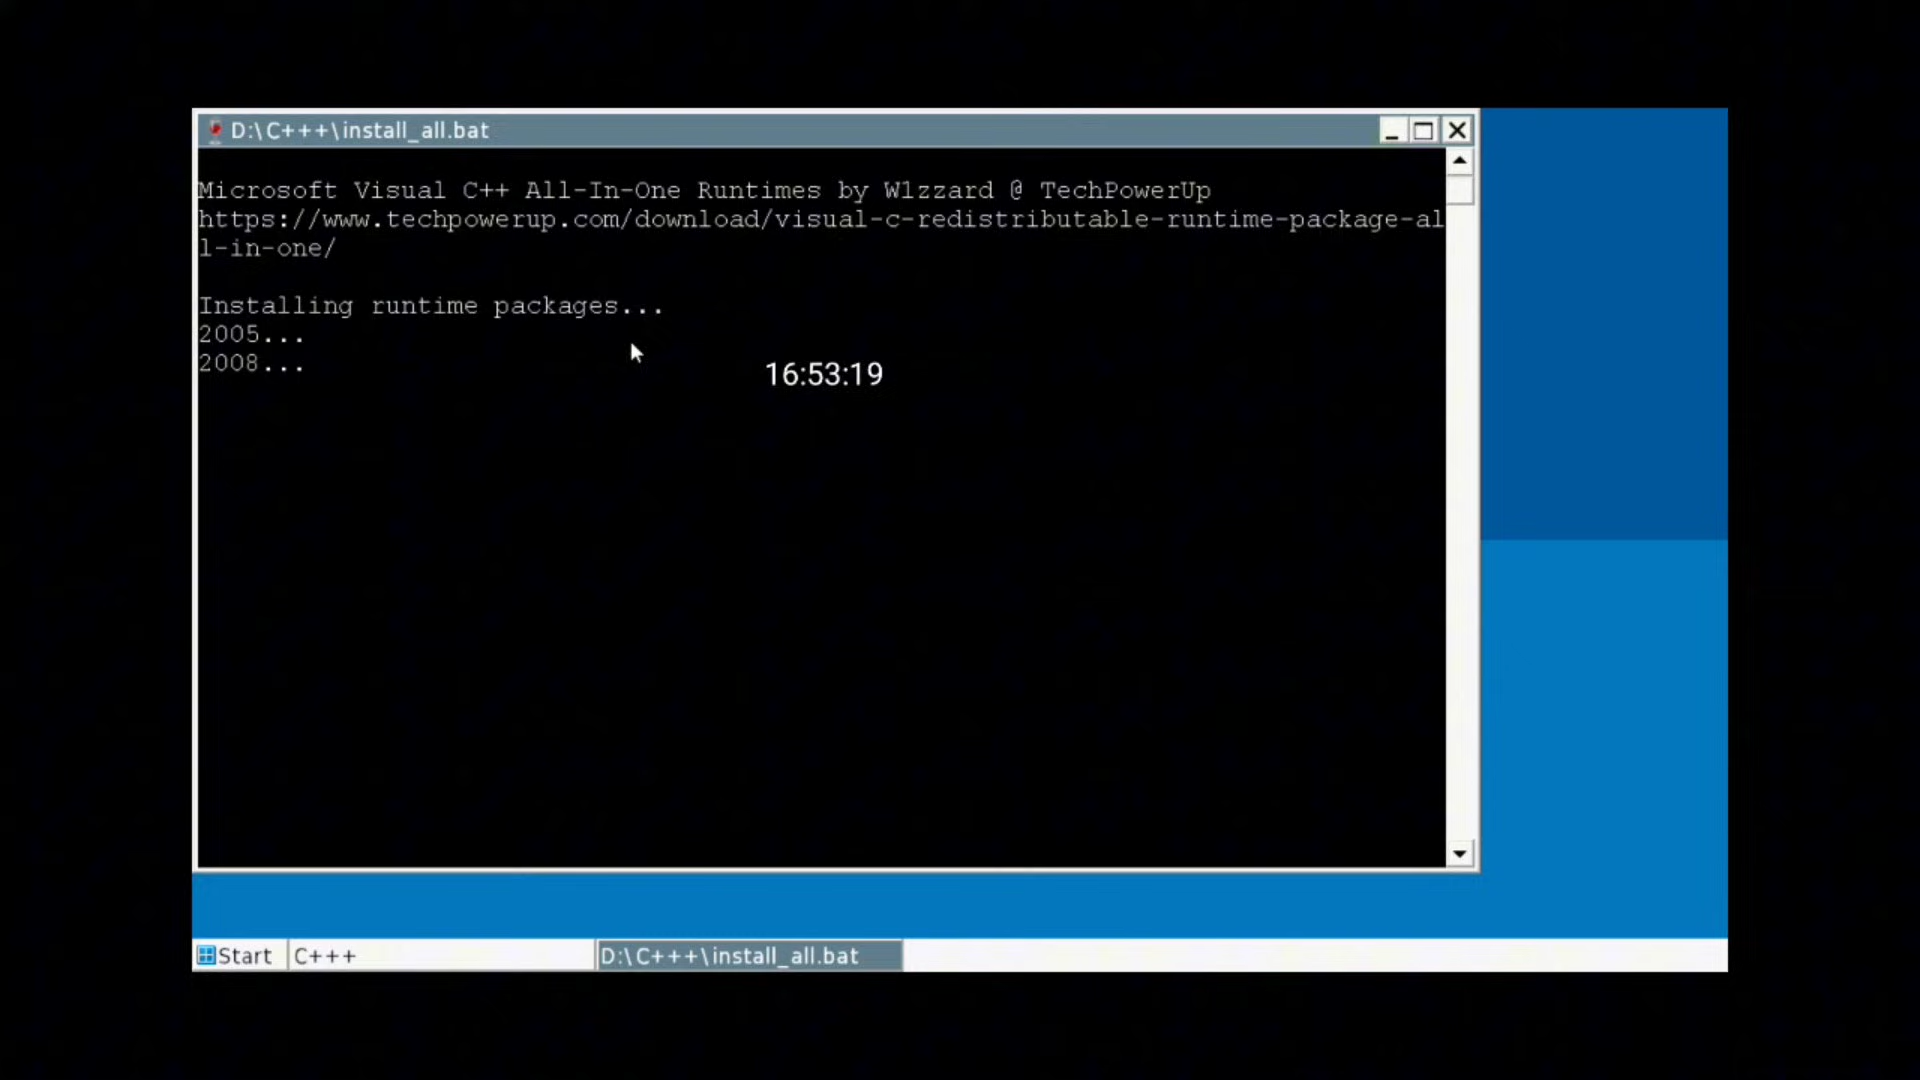 D:\C+++\install_all.bat
Microsoft Visual C++ All-In-One Runtimes by W1zzard @ TechPowerUp
https://www.techpowerup.com/download/visual-c-redistributable-runtime-package-al
l-in-one/
Installing runtime packages...
2005...
2008...
16:53:19
Start C+++ D:\C+++\install_all.bat